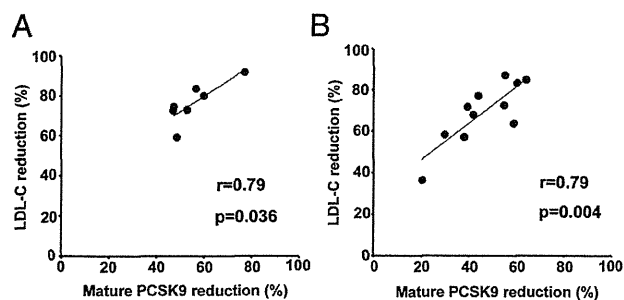 A
100
80
60
40
20
0
LDL-C reduction (%)
r=0.79
p=0.036
0 20 40 60 80 100
Mature PCSK9 reduction (%)
B
100
80
60
40
20
0
LDL-C reduction (%)
r=0.79
p=0.004
20 40 60 80 100
Mature PCSK9 reduction (%)